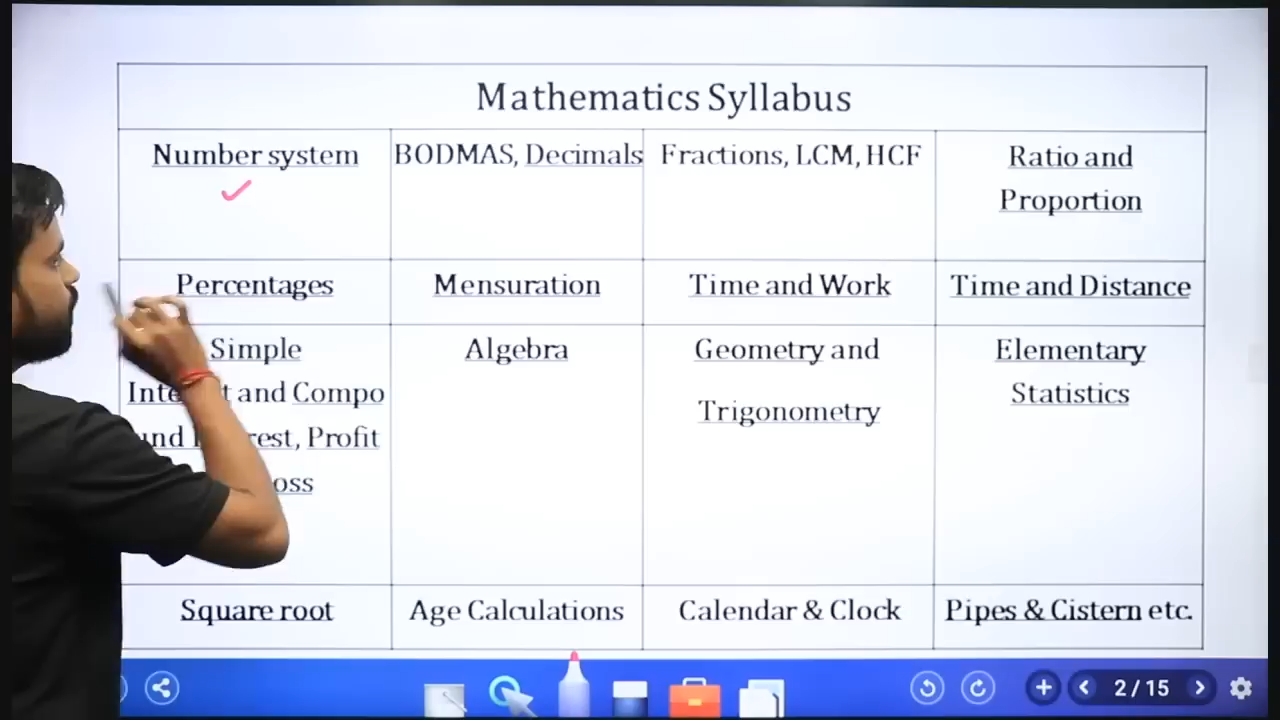 Mathematics Syllabus
Number system
BODMAS, Decimals
Fractions, LCM, HCF
Ratio and
Proportion
Percentages
Mensuration
Time and Work
Time and Distance
Simple
and Compo
Profit
Algebra
Geometry and
Trigonometry
Elementary
Statistics
Square root
Age Calculations
Calendar & Clock
Pipes & Cistern etc.
2 / 15